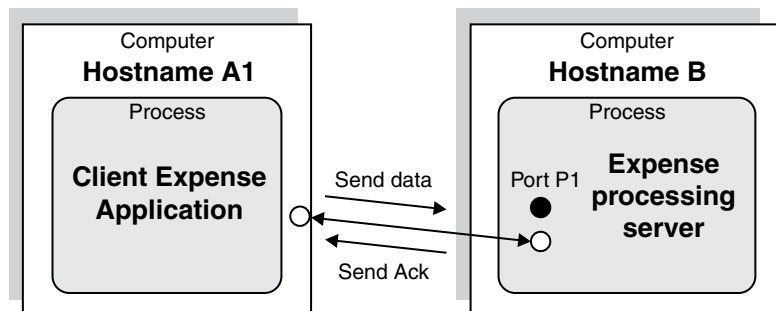 Computer
Hostname A1
Process
Client Expense
Application
Send data
Send Ack
Computer
Hostname B
Process
Port P1
Expense
processing
server